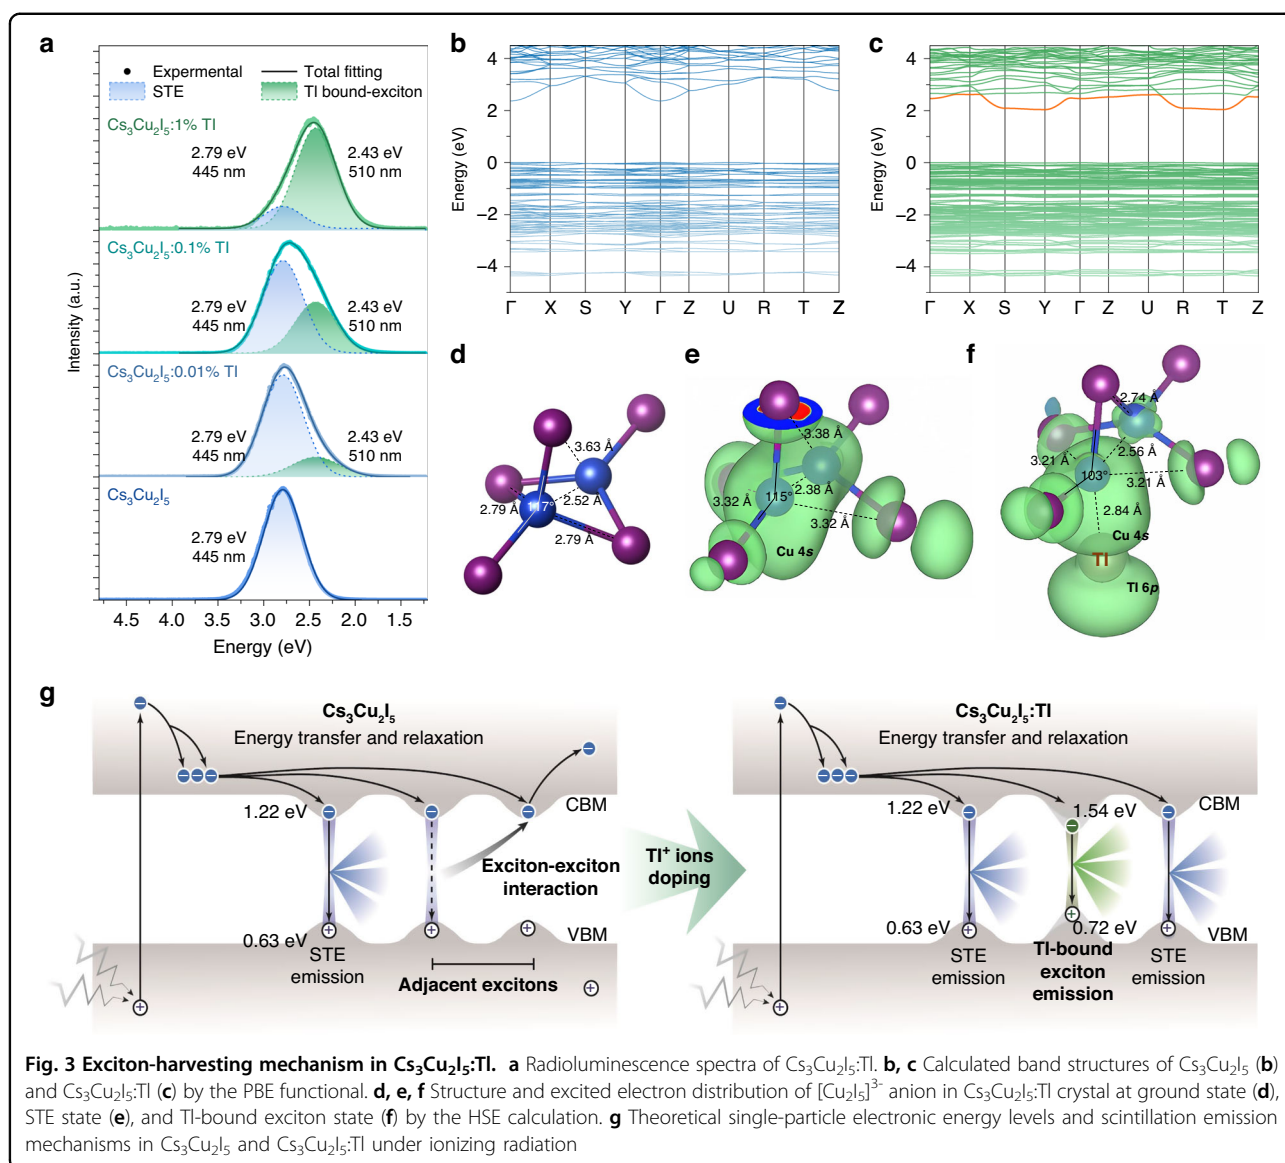 a
Expermental
Total fitting
STE
Tl bound-exciton
Cs₃Cu₂I₅:1% Tl
2.79 eV
445 nm
2.43 eV
510 nm
Cs₃Cu₂I₅:0.1% Tl
2.79 eV
445 nm
2.43 eV
510 nm
Cs₃Cu₂I₅:0.01% Tl
2.79 eV
445 nm
2.43 eV
510 nm
Cs₃Cu₂I₅
2.79 eV
445 nm
Intensity (a.u.)
4.5 4.0 3.5 3.0 2.5 2.0 1.5
Energy (eV)
b
Energy (eV)
4
2
0
−2
−4
Γ X S Y Γ Z U R T Z
c
Energy (eV)
4
2
0
−2
−4
Γ X S Y Γ Z U R T Z
d
3.63 Å
117°
2.52 Å
2.79 Å
2.79 Å
e
3.38 Å
2.38 Å
115°
3.32 Å
3.32 Å
Cu 4s
f
2.74 Å
2.56 Å
3.21 Å
103°
3.21 Å
2.84 Å
Cu 4s
Tl
Tl 6p
g
Cs₃Cu₂I₅
Energy transfer and relaxation
1.22 eV
CBM
Exciton-exciton
interaction
0.63 eV
VBM
STE
emission
Adjacent excitons
Tl⁺ ions
doping
Cs₃Cu₂I₅:Tl
Energy transfer and relaxation
1.22 eV
1.54 eV
CBM
0.63 eV
0.72 eV
VBM
STE
emission
Tl-bound
exciton
emission
STE
emission
Fig. 3 Exciton-harvesting mechanism in Cs₃Cu₂I₅:Tl. a Radioluminescence spectra of Cs₃Cu₂I₅:Tl. b, c Calculated band structures of Cs₃Cu₂I₅ (b)
and Cs₃Cu₂I₅:Tl (c) by the PBE functional. d, e, f Structure and excited electron distribution of [Cu₂I₅]³⁻ anion in Cs₃Cu₂I₅:Tl crystal at ground state (d),
STE state (e), and Tl-bound exciton state (f) by the HSE calculation. g Theoretical single-particle electronic energy levels and scintillation emission
mechanisms in Cs₃Cu₂I₅ and Cs₃Cu₂I₅:Tl under ionizing radiation